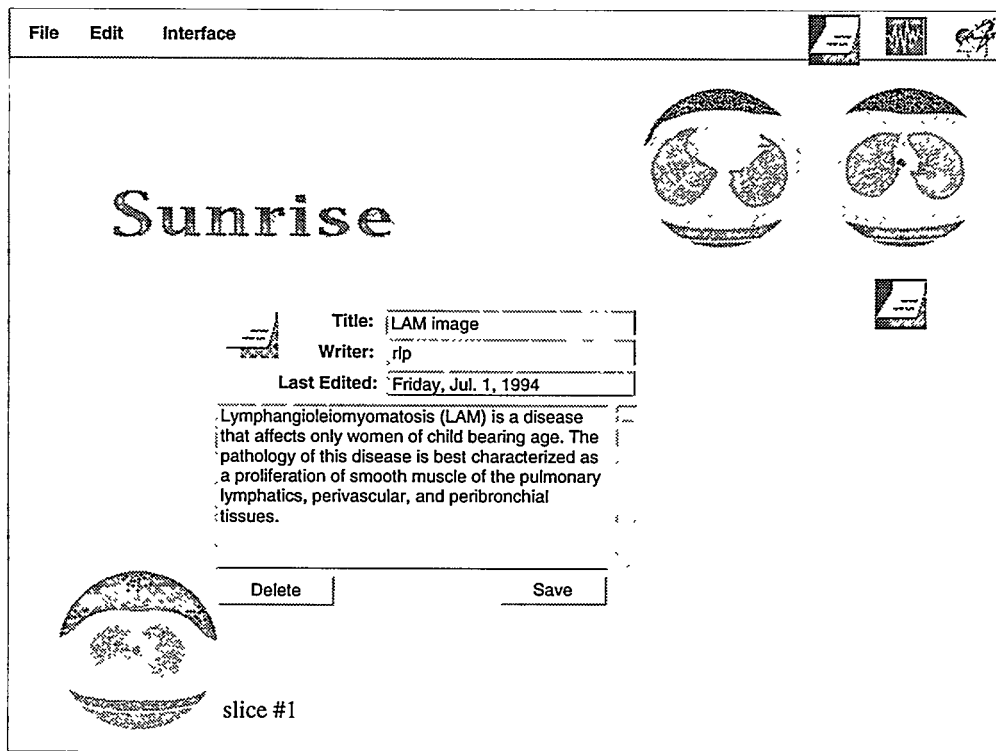 File Edit Interface
Sunrise
Title: LAM image
Writer: rlp
Last Edited: Friday, Jul. 1, 1994
Lymphangioleiomyomatosis (LAM) is a disease
that affects only women of child bearing age. The
pathology of this disease is best characterized as
a proliferation of smooth muscle of the pulmonary
lymphatics, perivascular, and peribronchial
tissues.
Delete Save
slice #1